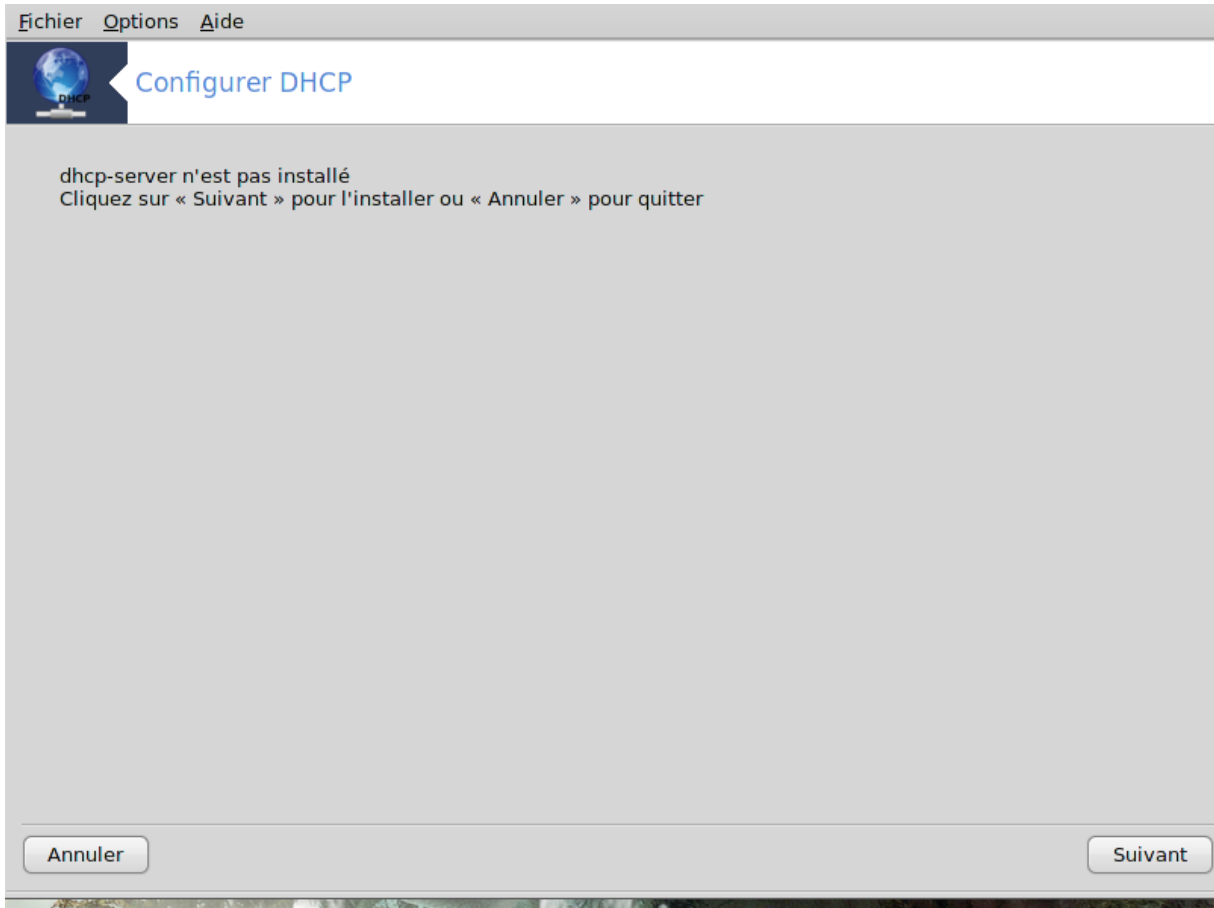 Fichier Options Aide
DHCP
Configurer DHCP
dhcp-server n'est pas installé
Cliquez sur « Suivant » pour l'installer ou « Annuler » pour quitter
Annuler
Suivant